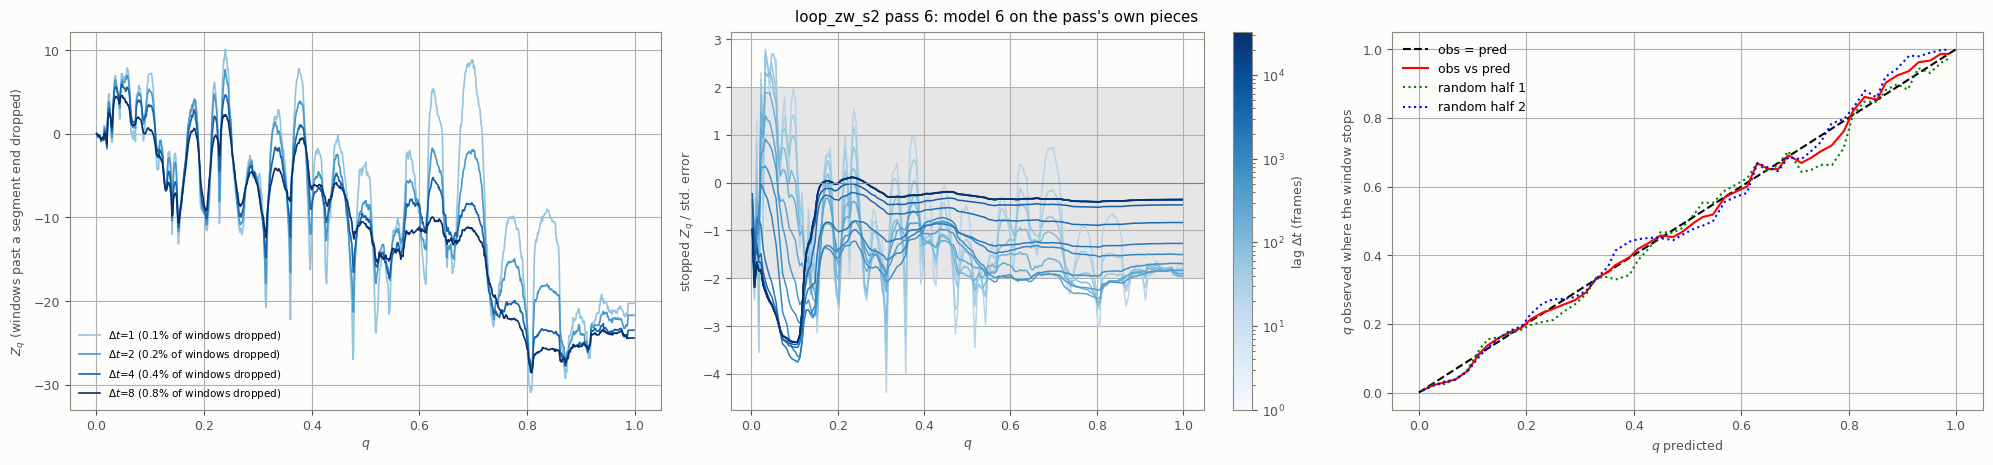 loop_zw_s2 pass 6: model 6 on the pass's own pieces
Z_q (windows past a segment end dropped)
10
0
−10
−20
−30
Δt=1 (0.1% of windows dropped)
Δt=2 (0.2% of windows dropped)
Δt=4 (0.4% of windows dropped)
Δt=8 (0.8% of windows dropped)
0.0 0.2 0.4 0.6 0.8 1.0
q
stopped Z_q / std. error
3
2
1
0
−1
−2
−3
−4
0.0 0.2 0.4 0.6 0.8 1.0
q
10^4
10^3
10^2
10^1
10^0
lag Δt (frames)
q observed where the window stops
1.0
0.8
0.6
0.4
0.2
0.0
obs = pred
obs vs pred
random half 1
random half 2
0.0 0.2 0.4 0.6 0.8 1.0
q predicted